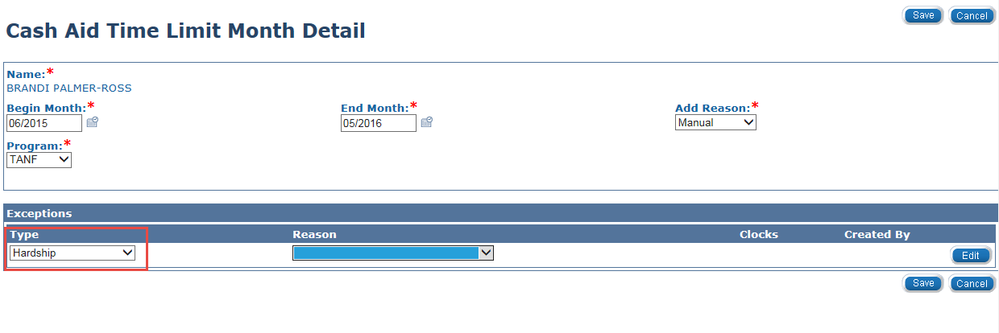 Save Cancel
Cash Aid Time Limit Month Detail
Name:*
BRANDI PALMER-ROSS
Begin Month:* End Month:* Add Reason:*
06/2015 05/2016 Manual
Program:*
TANF
Exceptions
Type Reason Clocks Created By
Hardship Edit
Save Cancel